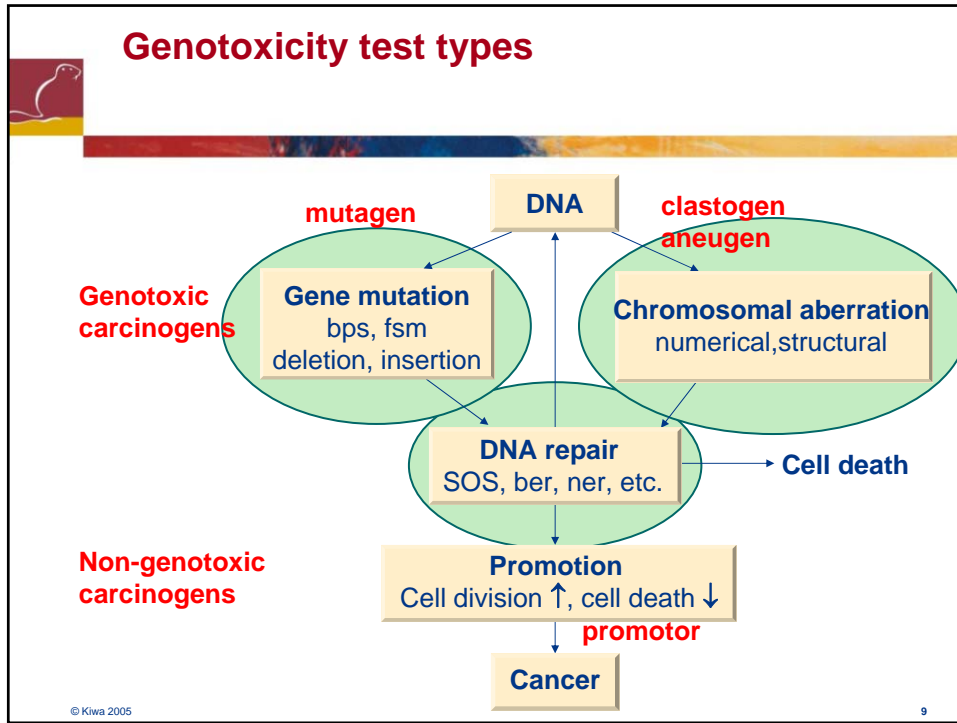 Genotoxicity test types
DNA
mutagen
clastogen
aneugen
Genotoxic
carcinogens
Gene mutation
bps, fsm
deletion, insertion
Chromosomal aberration
numerical,structural
DNA repair
SOS, ber, ner, etc.
Cell death
Non-genotoxic
carcinogens
Promotion
Cell division ↑, cell death ↓
promotor
Cancer
© Kiwa 2005
9